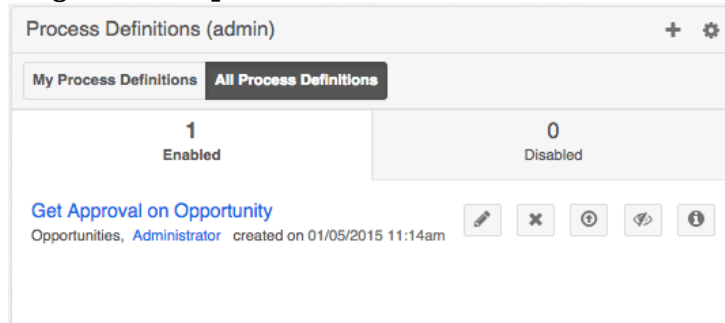 Process Definitions (admin)
My Process Definitions All Process Definitions
1 0
Enabled Disabled
Get Approval on Opportunity
Opportunities, Administrator created on 01/05/2015 11:14am